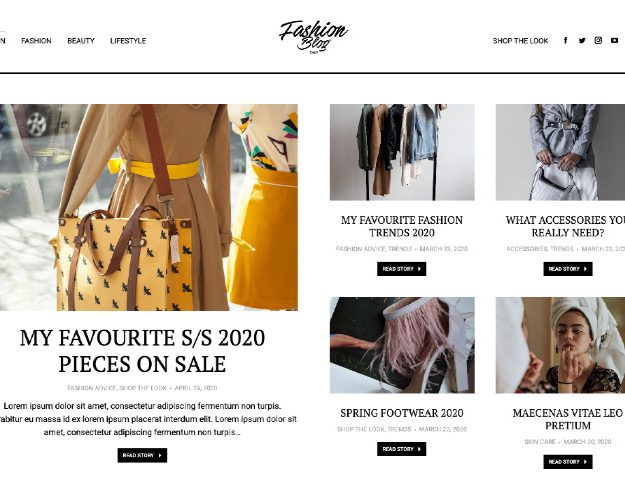 FASHION
BEAUTY
LIFESTYLE
Fashion
Blog
SHOP THE LOOK
MY FAVOURITE S/S 2020
PIECES ON SALE
FASHION ADVICE, SHOP THE LOOK • APRIL 29, 2020
Lorem ipsum dolor sit amet, consectetur adipiscing fermentum non turpis.
abitur eu massa id ex lorem ipsum placerat interdum elit. Lorem ipsum dolor sit
amet, consectetur adipiscing fermentum non turpis...
READ STORY
MY FAVOURITE FASHION
TRENDS 2020
FASHION ADVICE, TRENDS • MARCH 23, 2020
READ STORY
WHAT ACCESSORIES YOU
REALLY NEED?
ACCESSORIES, TRENDS • MARCH 22, 202
READ STORY
SPRING FOOTWEAR 2020
SHOP THE LOOK, TRENDS • MARCH 22, 2020
READ STORY
MAECENAS VITAE LEO
PRETIUM
SKIN CARE • MARCH 20, 2020
READ STORY